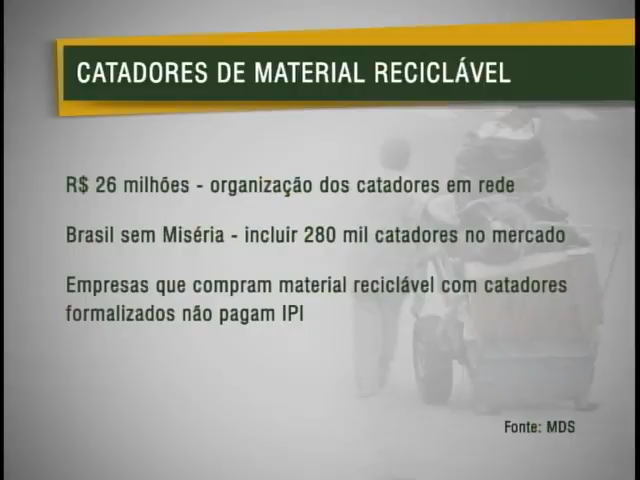 CATADORES DE MATERIAL RECICLÁVEL
R$ 26 milhões - organização dos catadores em rede
Brasil sem Miséria - incluir 280 mil catadores no mercado
Empresas que compram material reciclável com catadores
formalizados não pagam IPI
Fonte: MDS